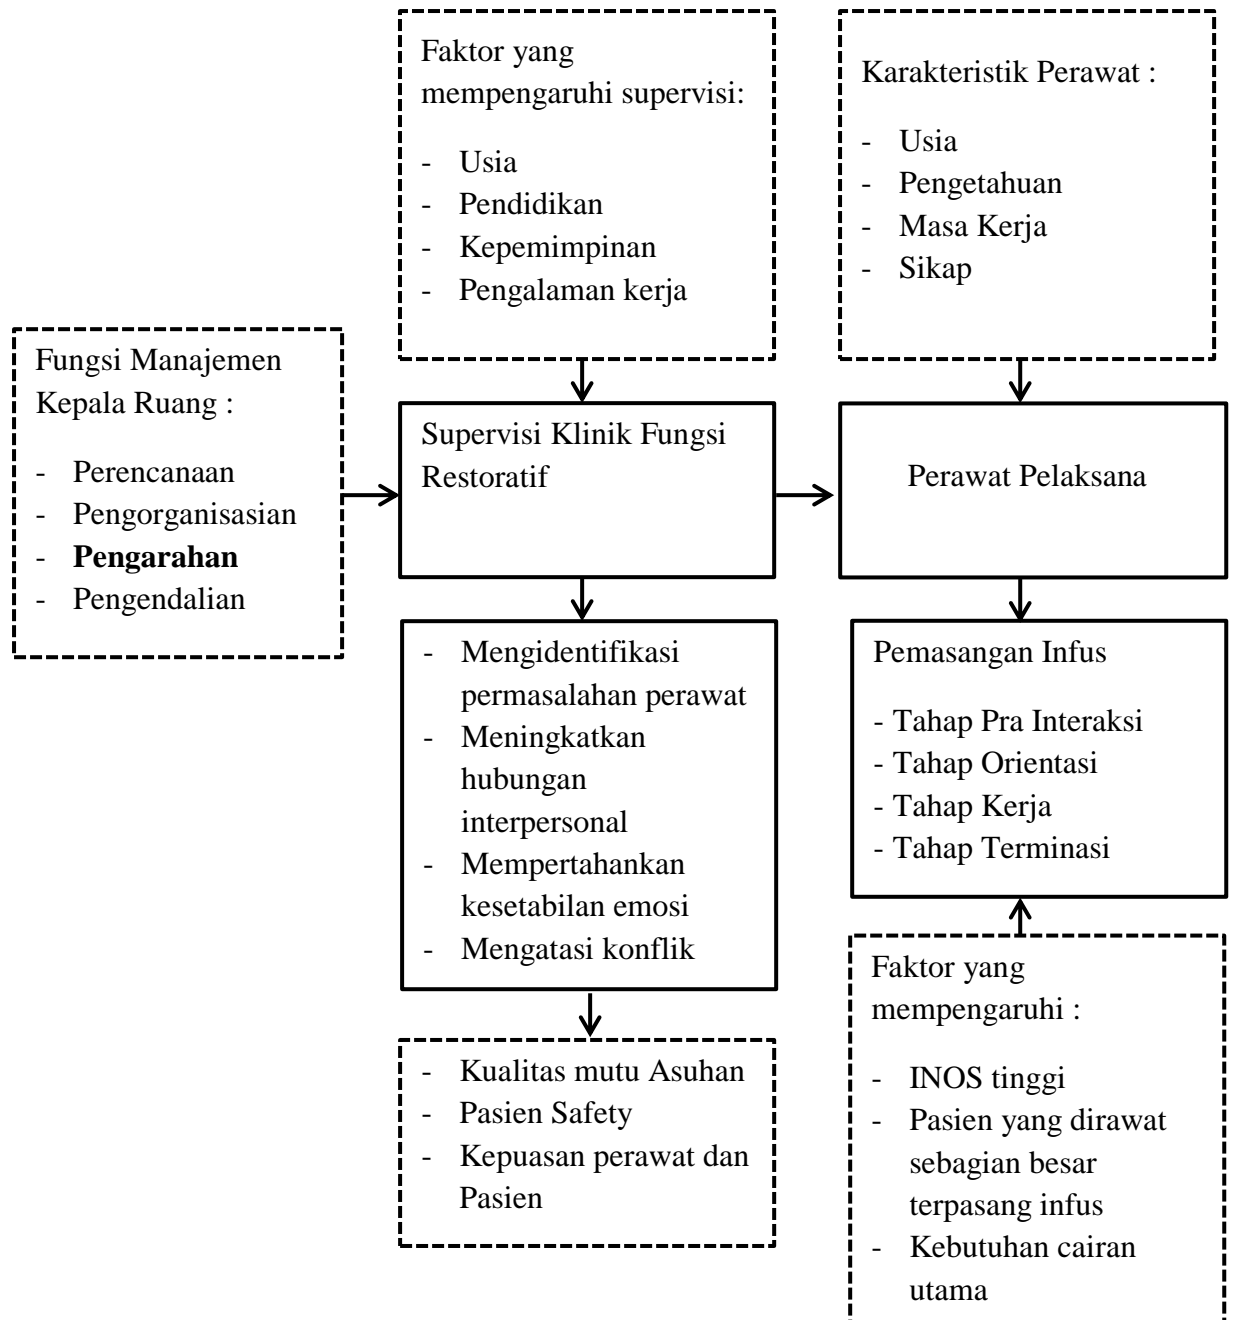 Faktor yang
mempengaruhi supervisi:
- Usia
- Pendidikan
- Kepemimpinan
- Pengalaman kerja
Karakteristik Perawat :
- Usia
- Pengetahuan
- Masa Kerja
- Sikap
Fungsi Manajemen
Kepala Ruang :
- Perencanaan
- Pengorganisasian
- Pengarahan
- Pengendalian
Supervisi Klinik Fungsi
Restoratif
Perawat Pelaksana
- Mengidentifikasi
permasalahan perawat
- Meningkatkan
hubungan
interpersonal
- Mempertahankan
kesetabilan emosi
- Mengatasi konflik
Pemasangan Infus
- Tahap Pra Interaksi
- Tahap Orientasi
- Tahap Kerja
- Tahap Terminasi
- Kualitas mutu Asuhan
- Pasien Safety
- Kepuasan perawat dan
Pasien
Faktor yang
mempengaruhi :
- INOS tinggi
- Pasien yang dirawat
sebagian besar
terpasang infus
- Kebutuhan cairan
utama